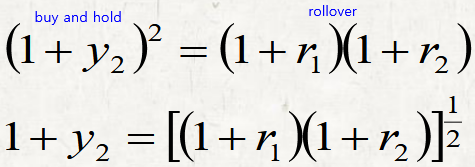 buy and hold rollover
(1 + y₂)² = (1 + r₁)(1 + r₂)
1 + y₂ = [(1 + r₁)(1 + r₂)]^½